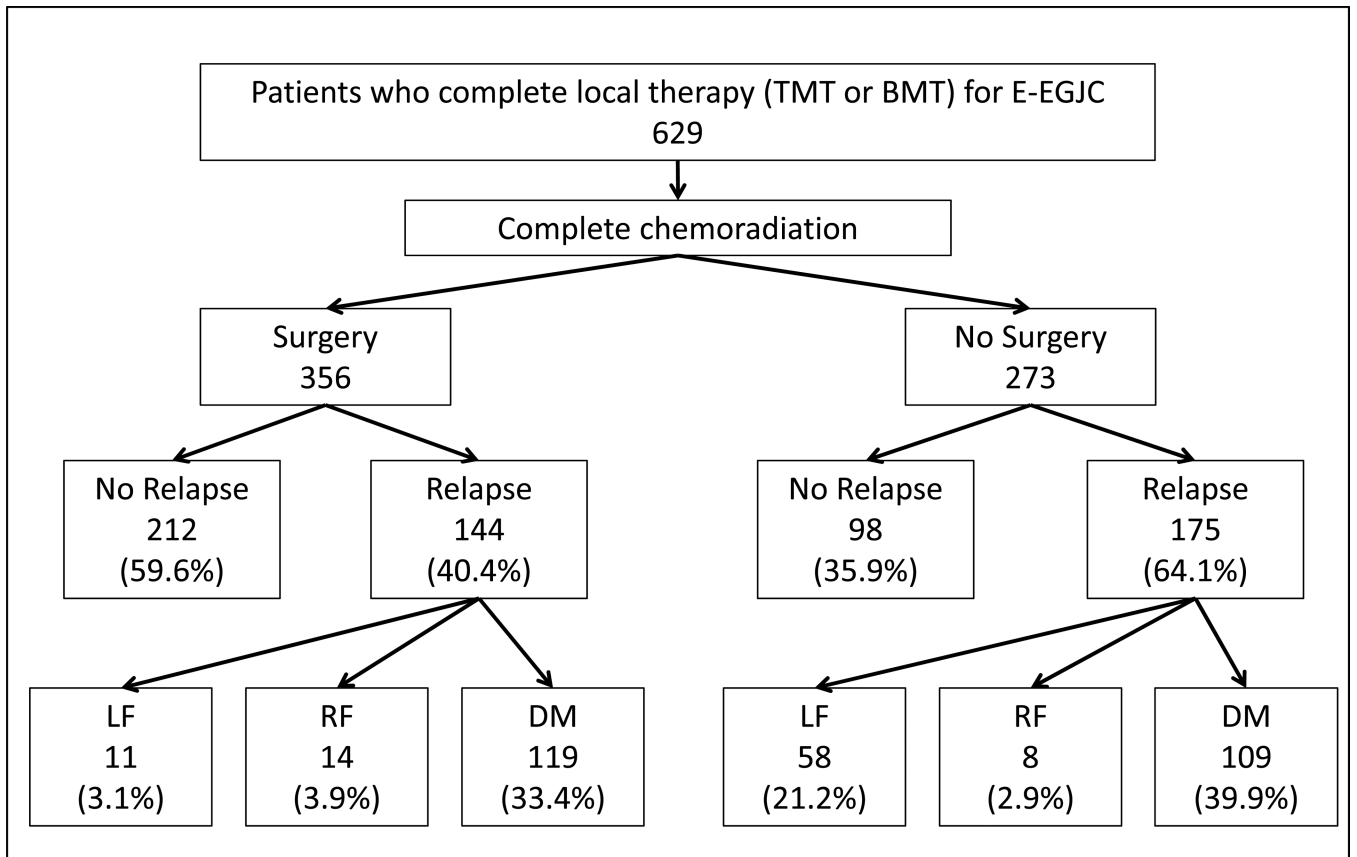 Patients who complete local therapy (TMT or BMT) for E-EGJC
629
Complete chemoradiation
Surgery
356
No Surgery
273
No Relapse
212
(59.6%)
Relapse
144
(40.4%)
No Relapse
98
(35.9%)
Relapse
175
(64.1%)
LF
11
(3.1%)
RF
14
(3.9%)
DM
119
(33.4%)
LF
58
(21.2%)
RF
8
(2.9%)
DM
109
(39.9%)